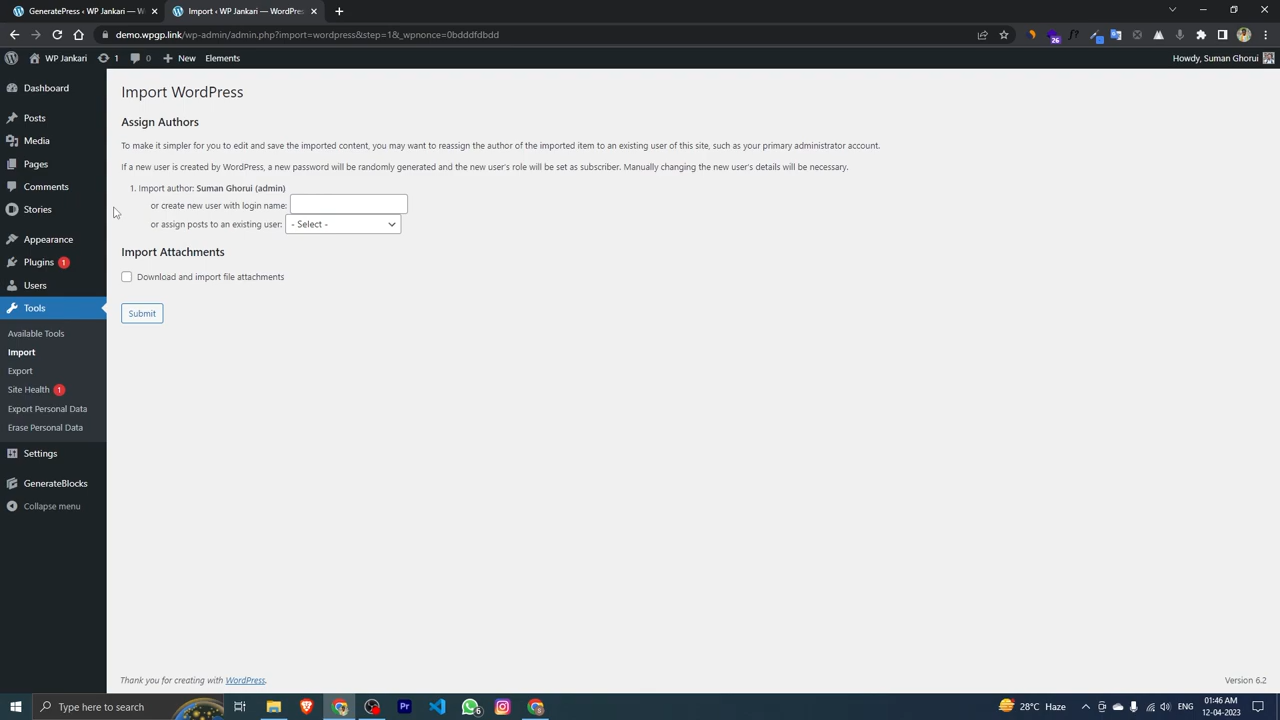 GeneratePress ‹ WP Jankari — W
Import ‹ WP Jankari — WordPres
demo.wpgp.link/wp-admin/admin.php?import=wordpress&step=1&_wpnonce=0bdddfdbdd
26
WP Jankari
1
0
New
Elements
Howdy, Suman Ghorui
Dashboard
Posts
Media
Pages
Comments
Stories
Appearance
Plugins 1
Users
Tools
Available Tools
Import
Export
Site Health 1
Export Personal Data
Erase Personal Data
Settings
GenerateBlocks
Collapse menu
Import WordPress
Assign Authors
To make it simpler for you to edit and save the imported content, you may want to reassign the author of the imported item to an existing user of this site, such as your primary administrator account.
If a new user is created by WordPress, a new password will be randomly generated and the new user's role will be set as subscriber. Manually changing the new user's details will be necessary.
1. Import author: Suman Ghorui (admin)
or create new user with login name:
or assign posts to an existing user: - Select -
Import Attachments
Download and import file attachments
Submit
Thank you for creating with WordPress.
Version 6.2
Type here to search
Pr
6
28°C Haze
ENG
01:46 AM
12-04-2023